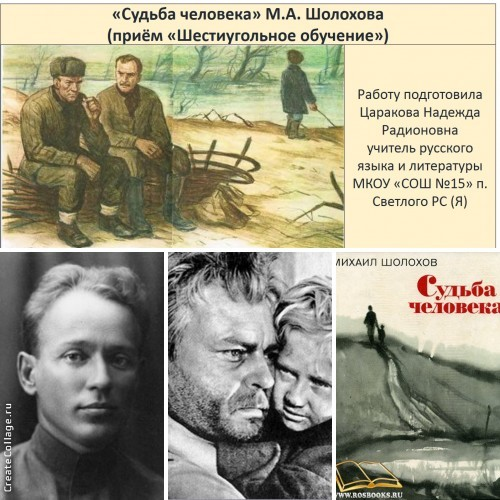 «Судьба человека» М.А. Шолохова
(приём «Шестиугольное обучение»)
Работу подготовила
Царакова Надежда
Радионовна
учитель русского
языка и литературы
МКОУ «СОШ №15» п.
Светлого РС (Я)
МИХАИЛ ШОЛОХОВ
Судьба
человека
CreateCollage.ru
WWW.ROSBOOKS.RU